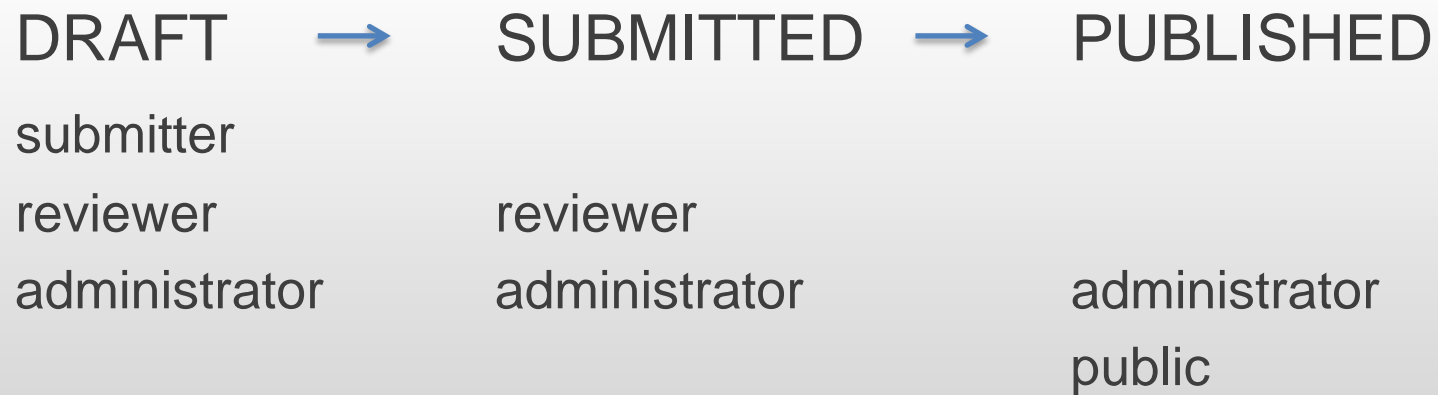 DRAFT → SUBMITTED → PUBLISHED
submitter
reviewer reviewer
administrator administrator administrator
public